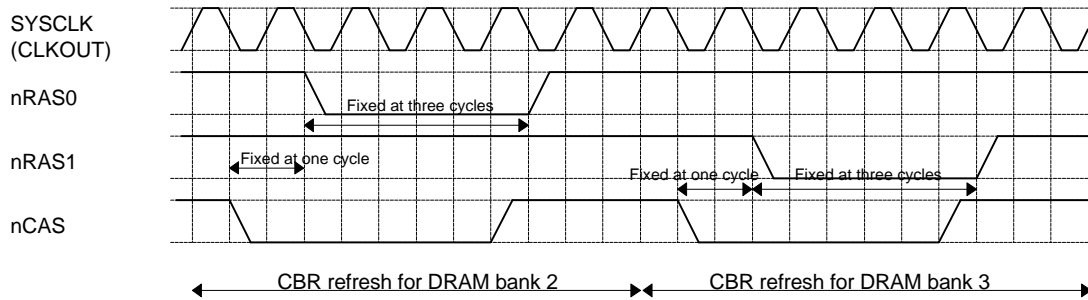 SYSCLK
(CLKOUT)
nRAS0
Fixed at three cycles
nRAS1
Fixed at one cycle
Fixed at one cycle
Fixed at three cycles
nCAS
CBR refresh for DRAM bank 2
CBR refresh for DRAM bank 3